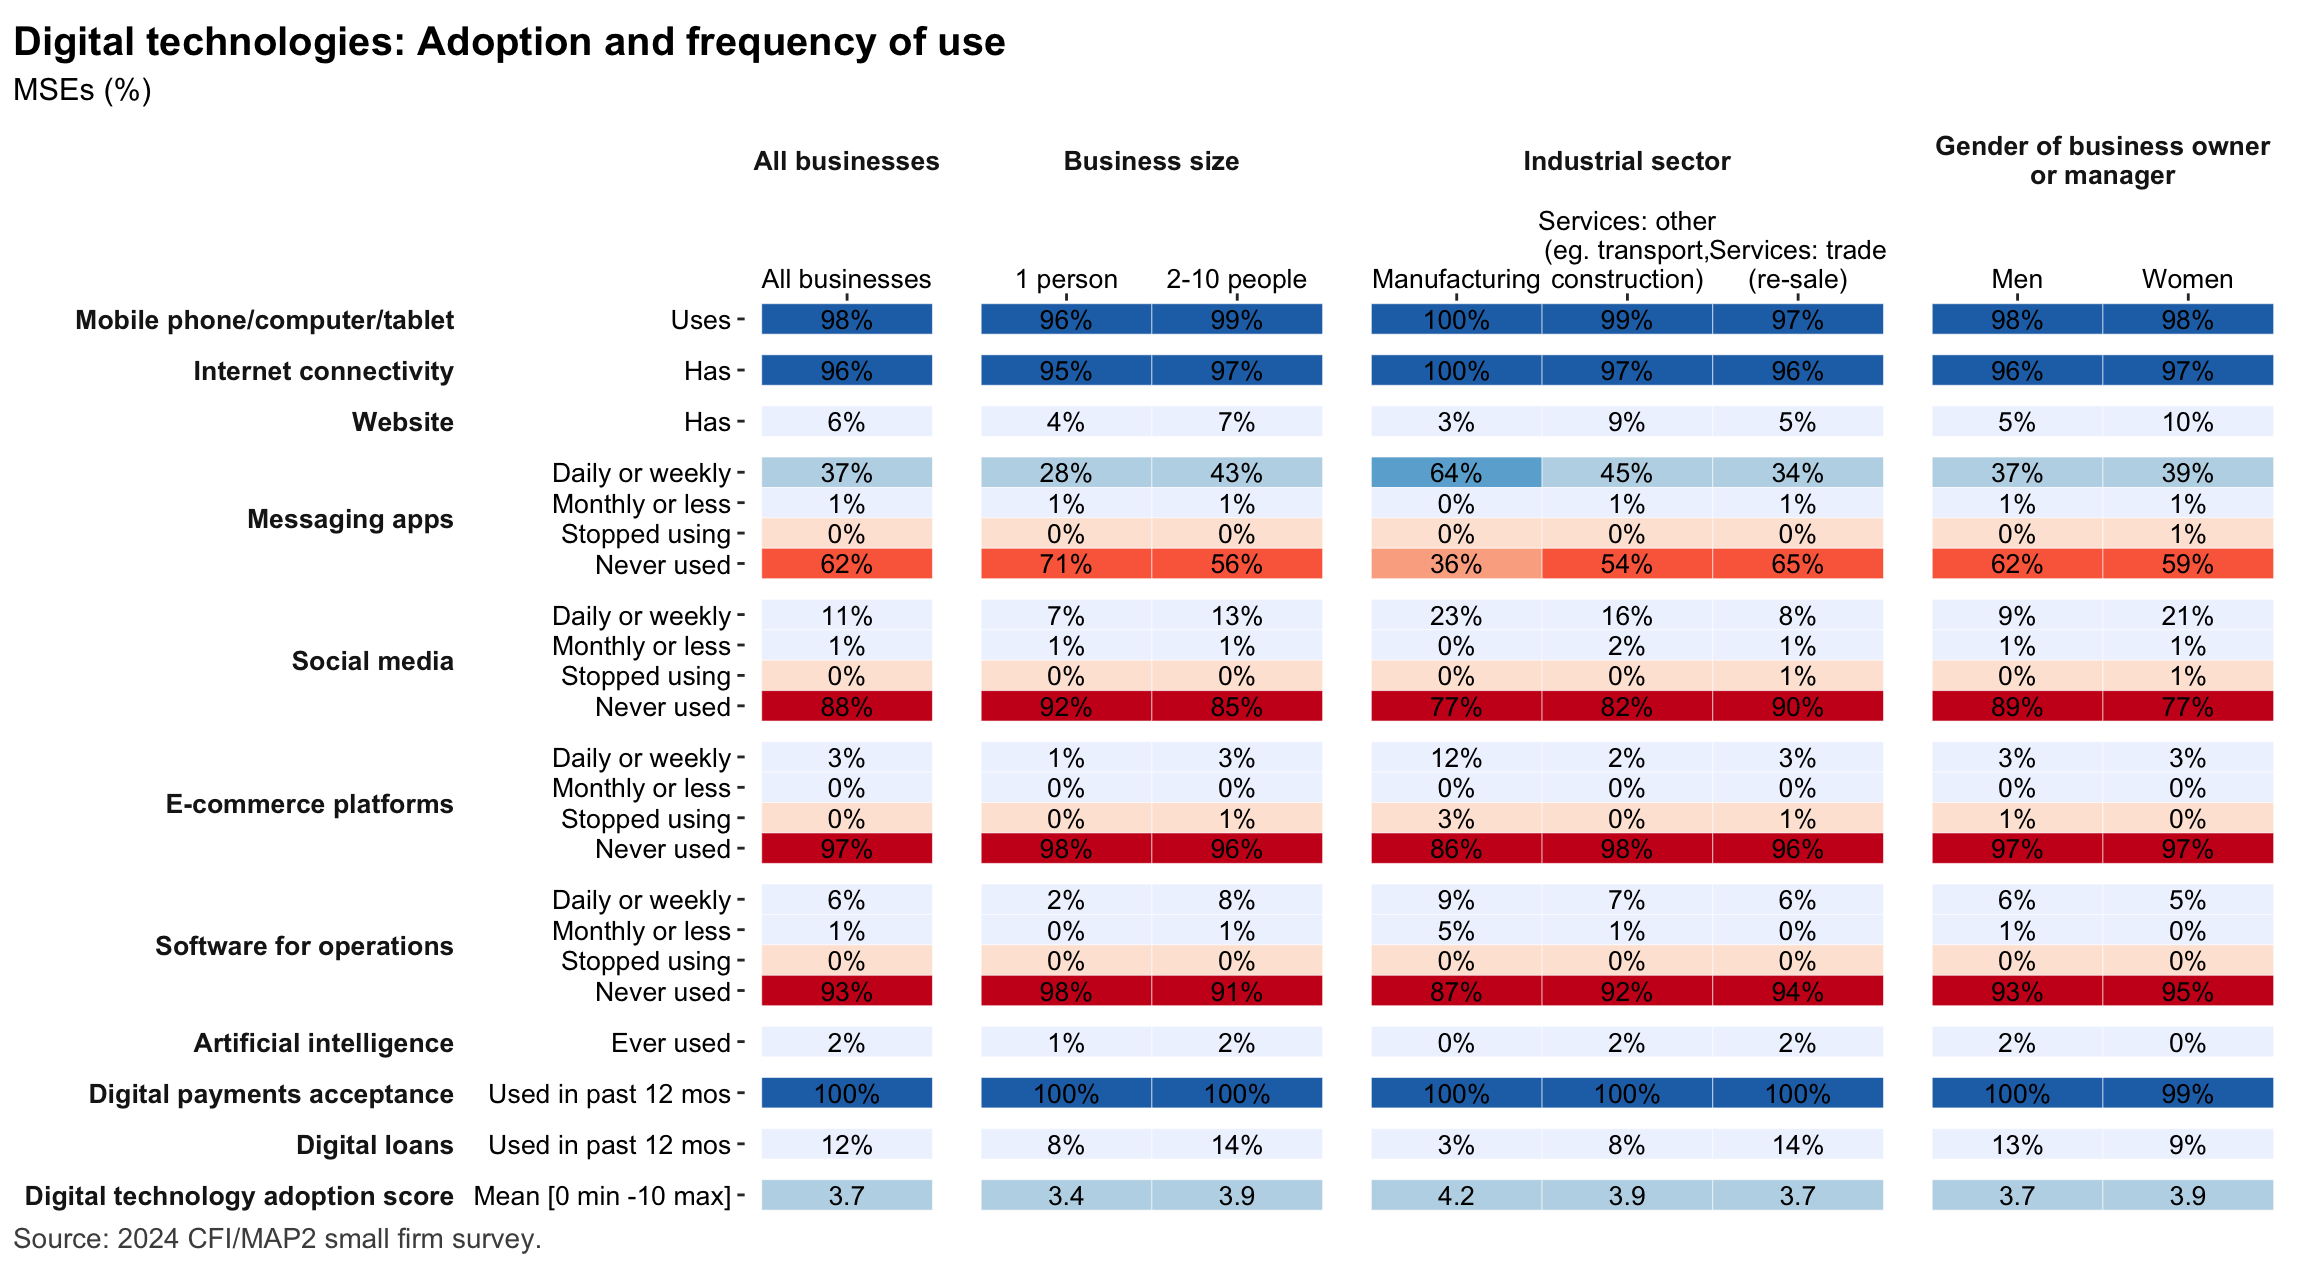 Digital technologies: Adoption and frequency of use
MSEs (%)
All businesses Business size Industrial sector Gender of business owner
or manager
Services: other
(eg. transport, Services: trade
All businesses 1 person 2-10 people Manufacturing construction) (re-sale) Men Women
Mobile phone/computer/tablet Uses 98% 96% 99% 100% 99% 97% 98% 98%
Internet connectivity Has 96% 95% 97% 100% 97% 96% 96% 97%
Website Has 6% 4% 7% 3% 9% 5% 5% 10%
Messaging apps
Daily or weekly 37% 28% 43% 64% 45% 34% 37% 39%
Monthly or less 1% 1% 1% 0% 1% 1% 1% 1%
Stopped using 0% 0% 0% 0% 0% 0% 0% 1%
Never used 62% 71% 56% 36% 54% 65% 62% 59%
Social media
Daily or weekly 11% 7% 13% 23% 16% 8% 9% 21%
Monthly or less 1% 1% 1% 0% 2% 1% 1% 1%
Stopped using 0% 0% 0% 0% 0% 1% 0% 1%
Never used 88% 92% 85% 77% 82% 90% 89% 77%
E-commerce platforms
Daily or weekly 3% 1% 3% 12% 2% 3% 3% 3%
Monthly or less 0% 0% 0% 0% 0% 0% 0% 0%
Stopped using 0% 0% 1% 3% 0% 1% 1% 0%
Never used 97% 98% 96% 86% 98% 96% 97% 97%
Software for operations
Daily or weekly 6% 2% 8% 9% 7% 6% 6% 5%
Monthly or less 1% 0% 1% 5% 1% 0% 1% 0%
Stopped using 0% 0% 0% 0% 0% 0% 0% 0%
Never used 93% 98% 91% 87% 92% 94% 93% 95%
Artificial intelligence Ever used 2% 1% 2% 0% 2% 2% 2% 0%
Digital payments acceptance Used in past 12 mos 100% 100% 100% 100% 100% 100% 100% 99%
Digital loans Used in past 12 mos 12% 8% 14% 3% 8% 14% 13% 9%
Digital technology adoption score Mean [0 min -10 max] 3.7 3.4 3.9 4.2 3.9 3.7 3.7 3.9
Source: 2024 CFI/MAP2 small firm survey.